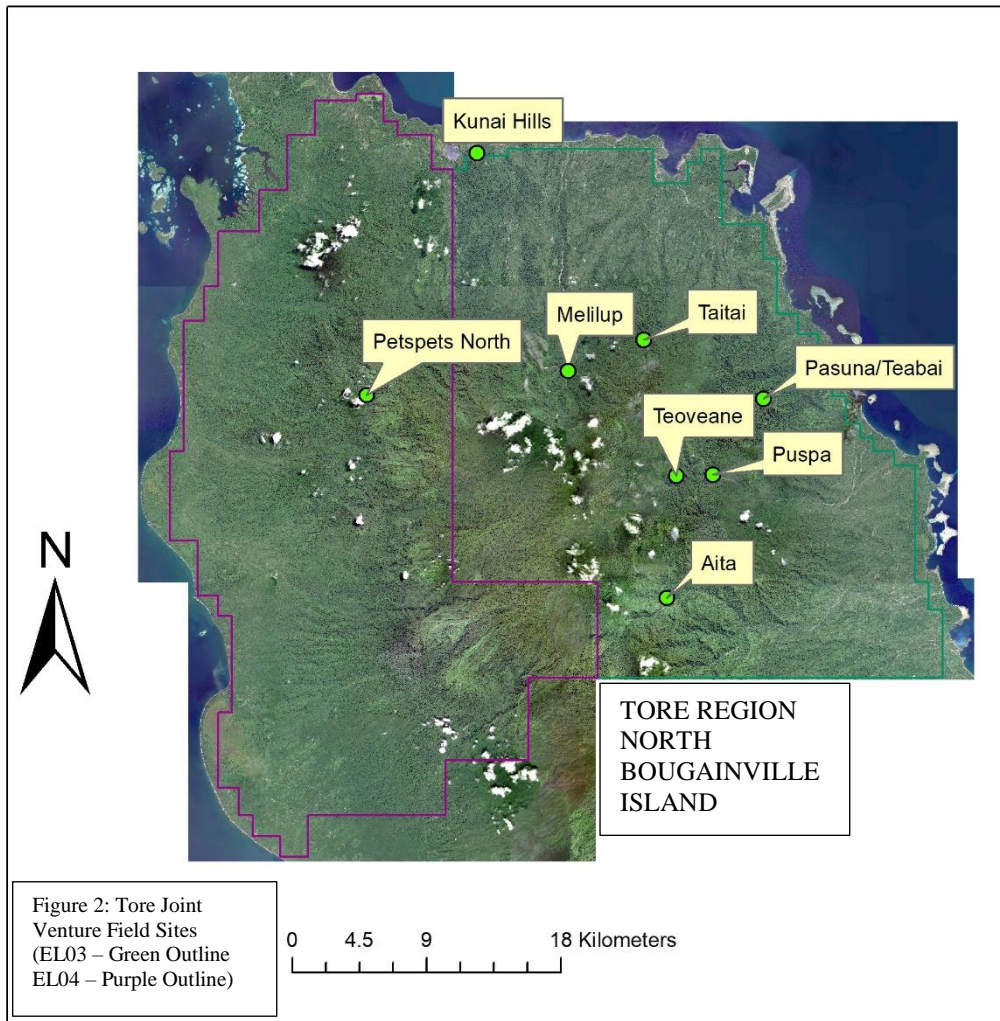 Kunai Hills
Melilup
Taitai
Petspets North
Pasuna/Teabai
Teoveane
Puspa
Aita
N
TORE REGION
NORTH
BOUGAINVILLE
ISLAND
Figure 2: Tore Joint
Venture Field Sites
(EL03 – Green Outline
EL04 – Purple Outline)
0 4.5 9 18 Kilometers